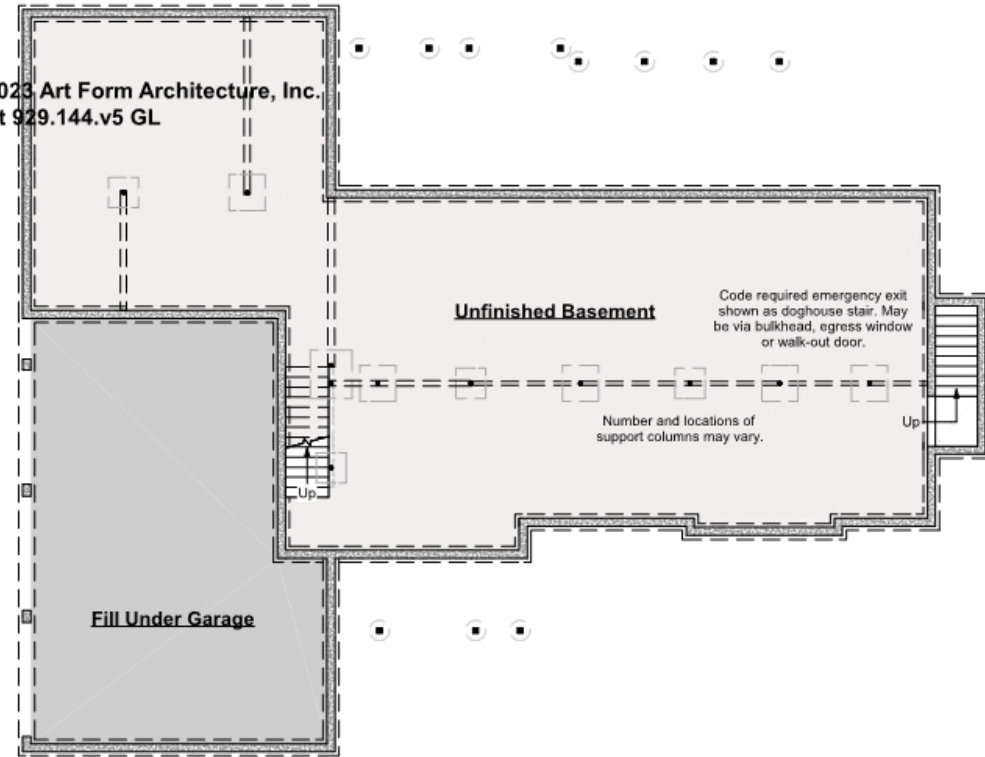 023 Art Form Architecture, Inc.
t 929.144.v5 GL
Unfinished Basement
Code required emergency exit
shown as doghouse stair. May
be via bulkhead, egress window
or walk-out door.
Number and locations of
support columns may vary.
Up
Up
Fill Under Garage